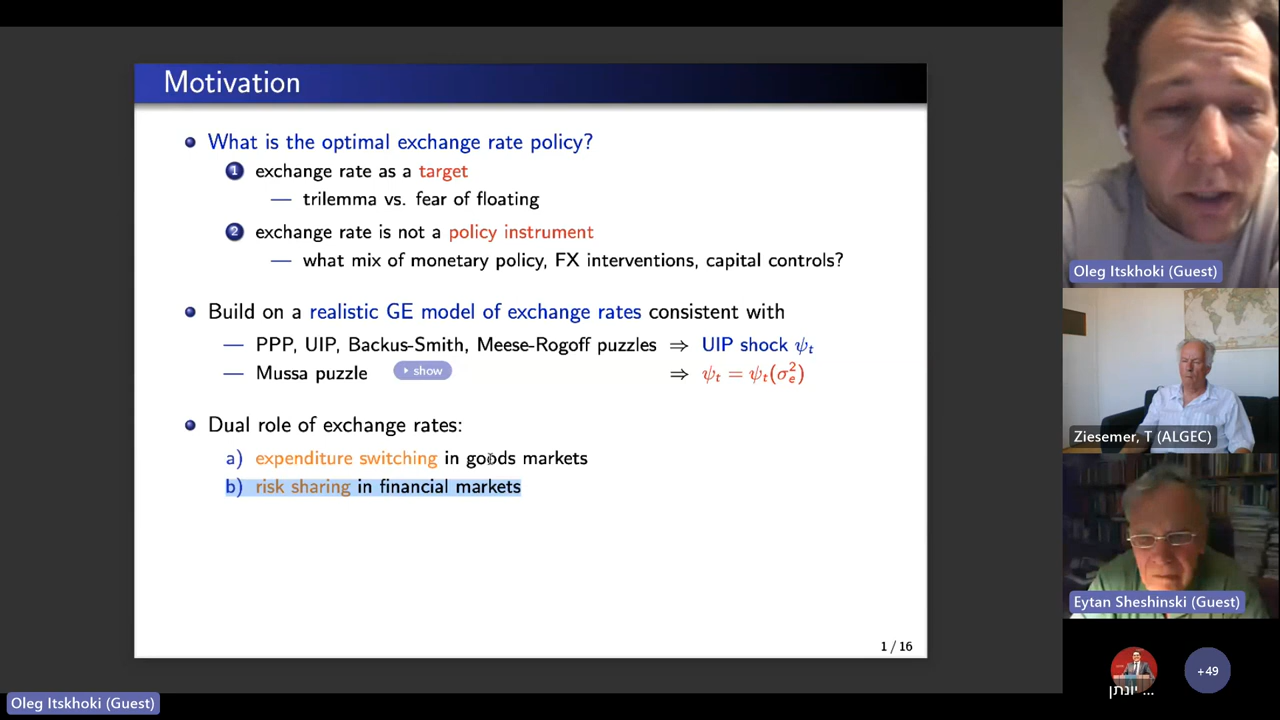 Motivation
What is the optimal exchange rate policy?
1 exchange rate as a target
— trilemma vs. fear of floating
2 exchange rate is not a policy instrument
— what mix of monetary policy, FX interventions, capital controls?
Build on a realistic GE model of exchange rates consistent with
— PPP, UIP, Backus-Smith, Meese-Rogoff puzzles ⇒ UIP shock ψₜ
— Mussa puzzle show ⇒ ψₜ = ψₜ(σ²ₑ)
Dual role of exchange rates:
a) expenditure switching in goods markets
b) risk sharing in financial markets
1 / 16
Oleg Itskhoki (Guest)
Oleg Itskhoki (Guest)
Ziesemer, T (ALGEC)
Eytan Sheshinski (Guest)
יונתן ...
+49